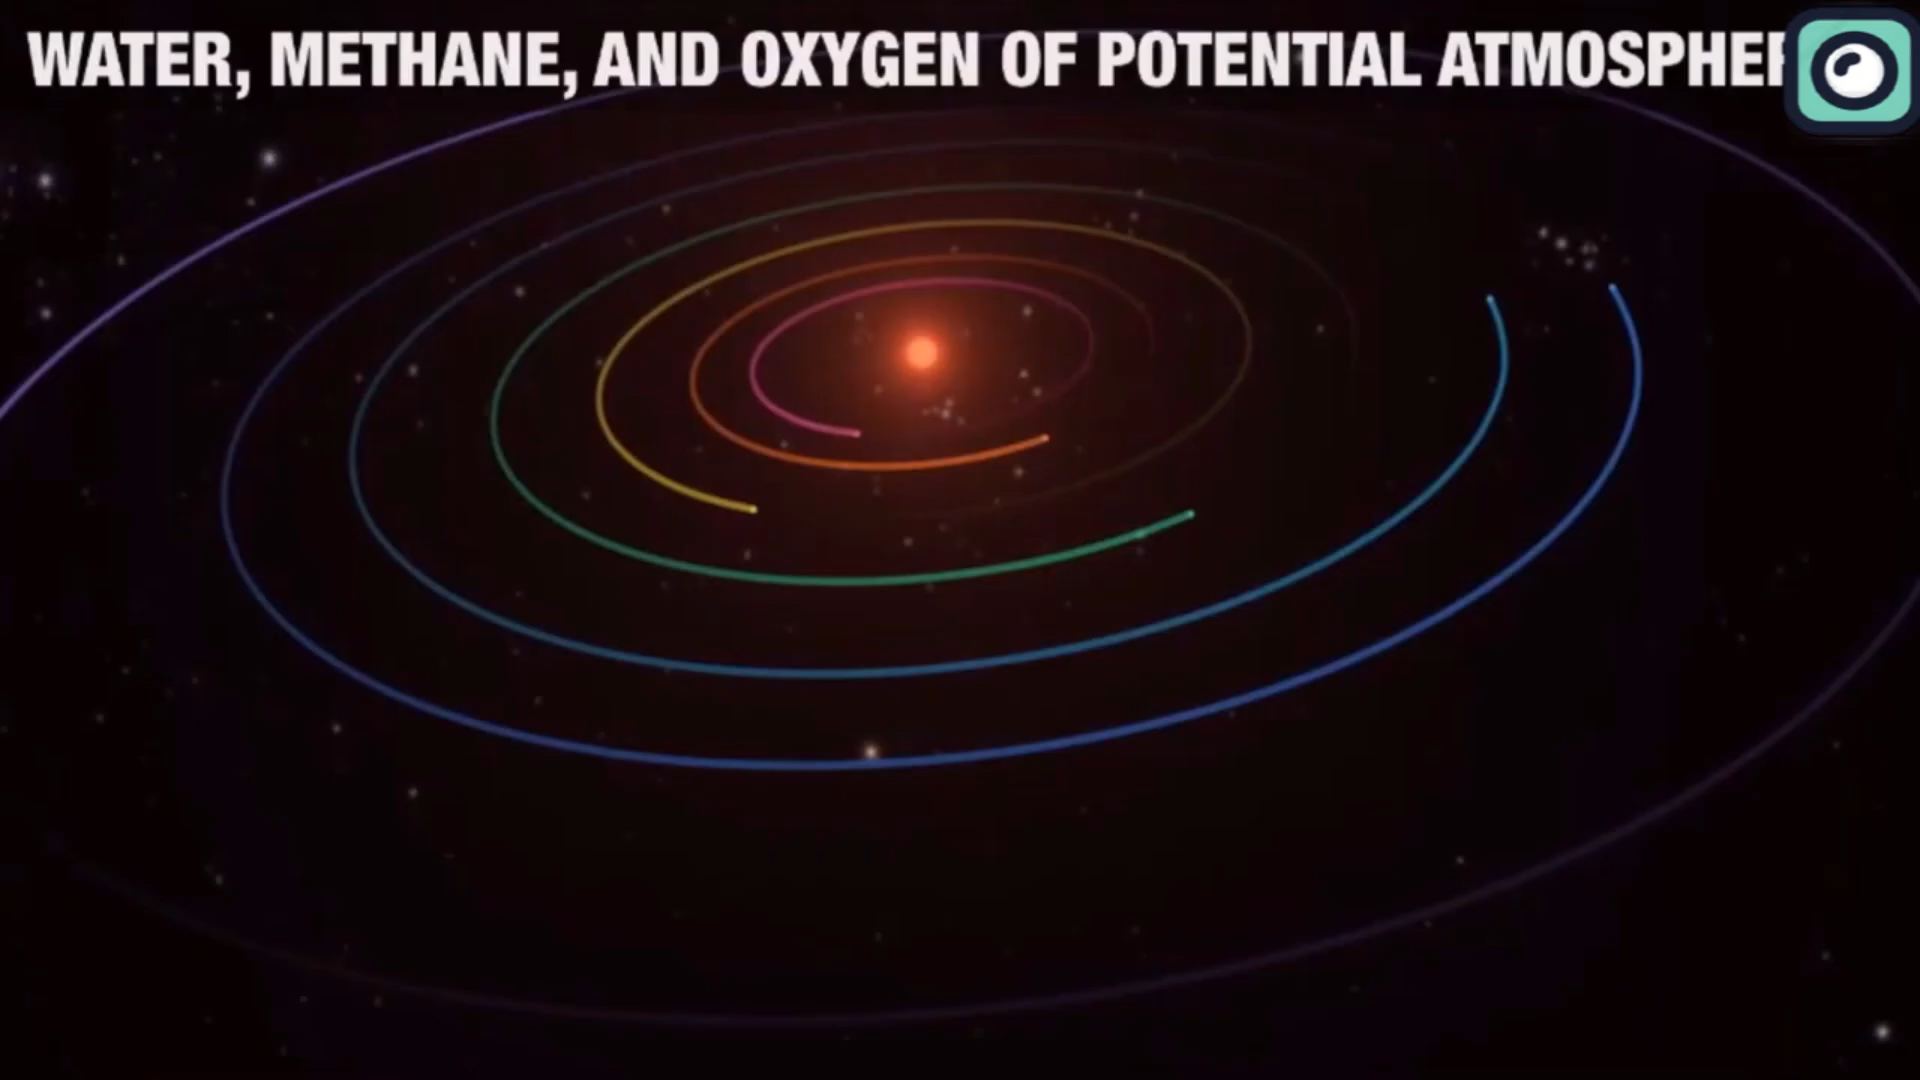 WATER, METHANE, AND OXYGEN OF POTENTIAL